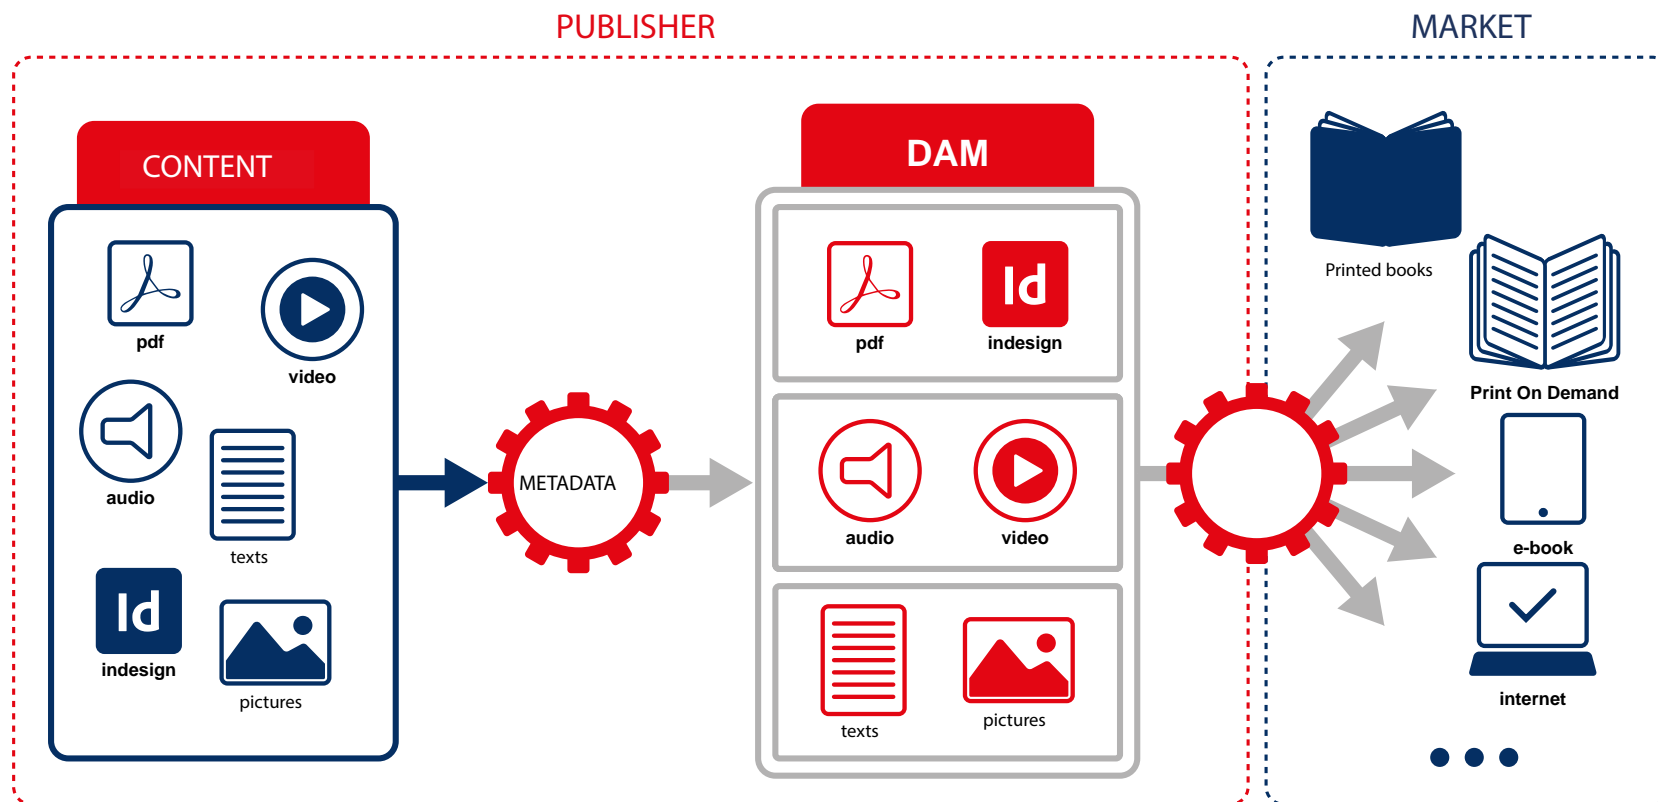 PUBLISHER
MARKET
CONTENT
pdf
video
audio
texts
Id
indesign
pictures
METADATA
DAM
pdf
Id
indesign
audio
video
texts
pictures
Printed books
Print On Demand
e-book
internet